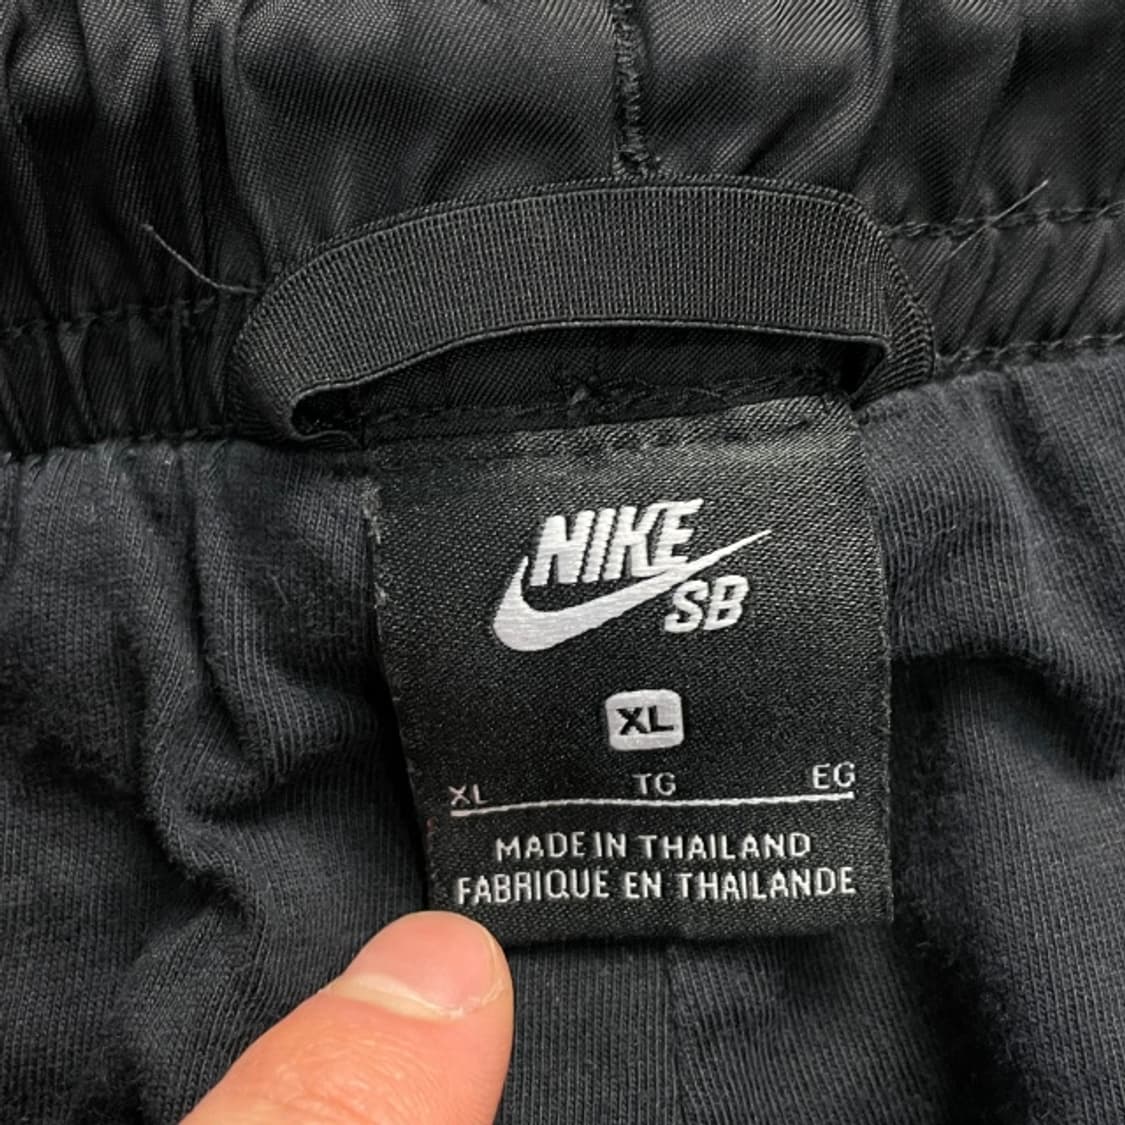 NIKE
SB
XL
XL TG EG
MADE IN THAILAND
FABRIQUE EN THAILANDE